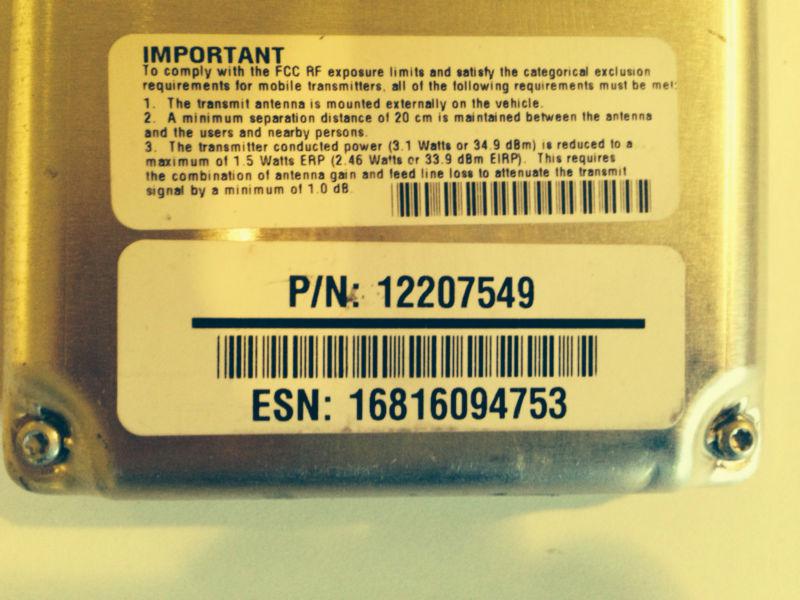 IMPORTANT
To comply with the FCC RF exposure limits and satisfy the categorical exclusion
requirements for mobile transmitters, all of the following requirements must be met:
1. The transmit antenna is mounted externally on the vehicle.
2. A minimum separation distance of 20 cm is maintained between the antenna
and the users and nearby persons.
3. The transmitter conducted power (3.1 Watts or 34.9 dBm) is reduced to a
maximum of 1.5 Watts ERP (2.46 Watts or 33.9 dBm EIRP). This requires
the combination of antenna gain and feed line loss to attenuate the transmit
signal by a minimum of 1.0 dB.
P/N: 12207549
ESN: 16816094753